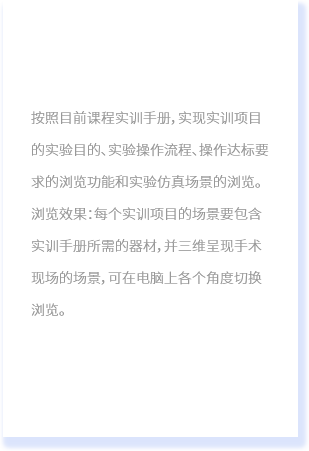 按照目前课程实训手册，实现实训项目
的实验目的、实验操作流程、操作达标要
求的浏览功能和实验仿真场景的浏览。
浏览效果：每个实训项目的场景要包含
实训手册所需的器材，并三维呈现手术
现场的场景，可在电脑上各个角度切换
浏览。